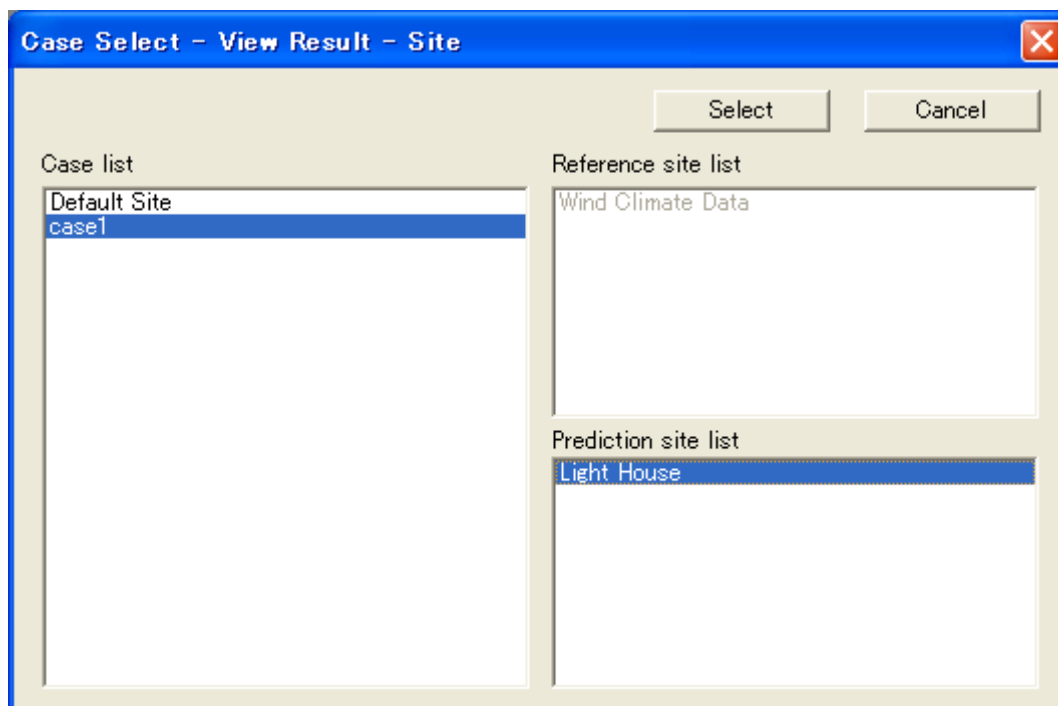 Case Select - View Result - Site
Select
Cancel
Case list
Default Site
case1
Reference site list
Wind Climate Data
Prediction site list
Light House